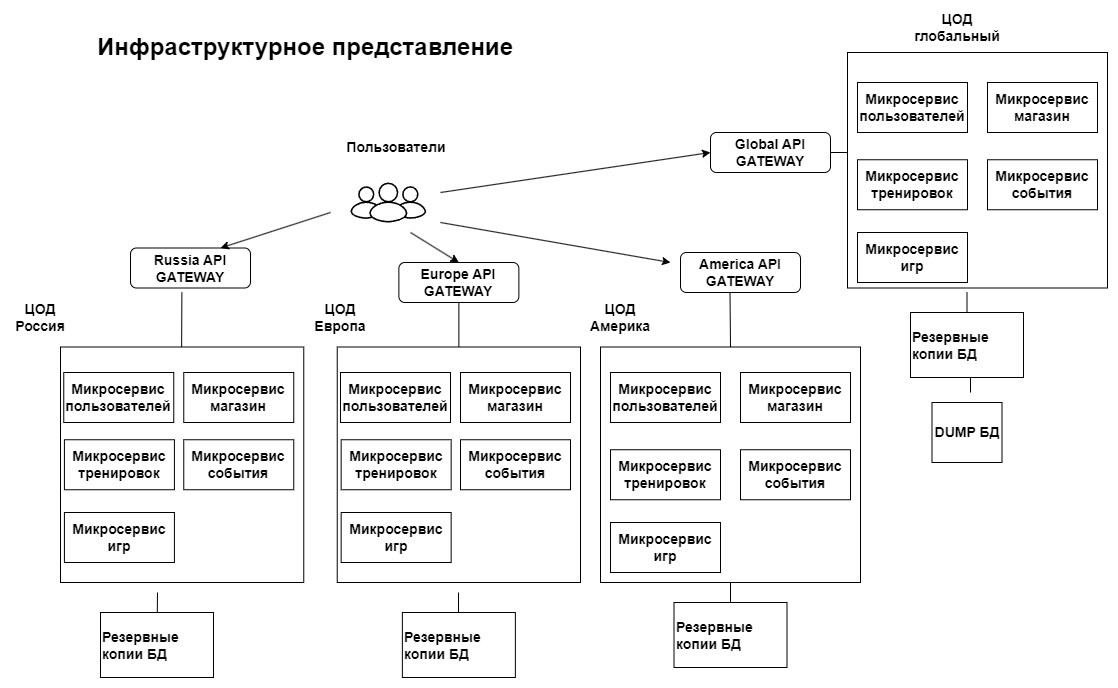 Инфраструктурное представление
ЦОД
глобальный
Микросервис
пользователей
Микросервис
магазин
Микросервис
тренировок
Микросервис
события
Микросервис
игр
Global API
GATEWAY
Пользователи
Russia API
GATEWAY
Europe API
GATEWAY
America API
GATEWAY
ЦОД
Россия
Микросервис
пользователей
Микросервис
магазин
Микросервис
тренировок
Микросервис
события
Микросервис
игр
Резервные
копии БД
ЦОД
Европа
Микросервис
пользователей
Микросервис
магазин
Микросервис
тренировок
Микросервис
события
Микросервис
игр
Резервные
копии БД
ЦОД
Америка
Микросервис
пользователей
Микросервис
магазин
Микросервис
тренировок
Микросервис
события
Микросервис
игр
Резервные
копии БД
Резервные
копии БД
DUMP БД